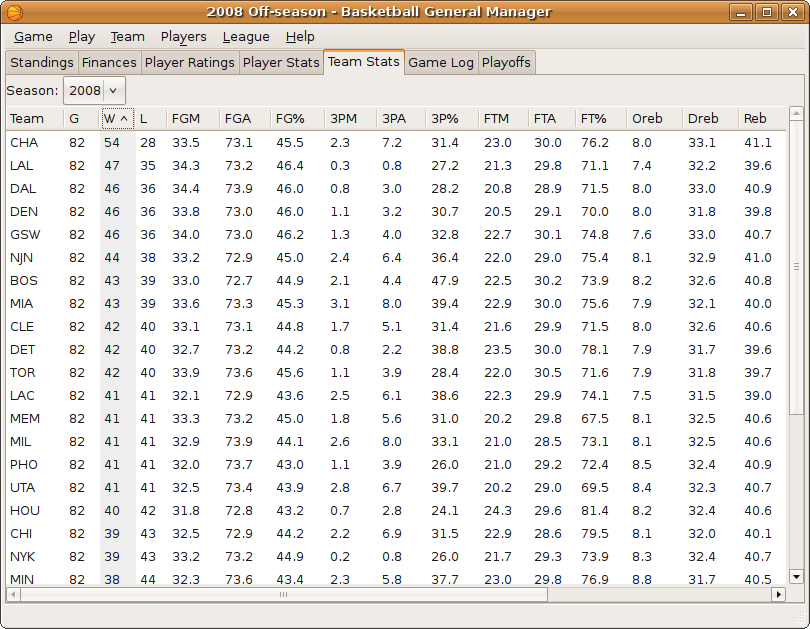 2008 Off-season - Basketball General Manager
Game Play Team Players League Help
Standings Finances Player Ratings Player Stats Team Stats Game Log Playoffs
Season: 2008
Team G W L FGM FGA FG% 3PM 3PA 3P% FTM FTA FT% Oreb Dreb Reb
CHA 82 54 28 33.5 73.1 45.5 2.3 7.2 31.4 23.0 30.0 76.2 8.0 33.1 41.1
LAL 82 47 35 34.3 73.2 46.4 0.3 0.8 27.2 21.3 29.8 71.1 7.4 32.2 39.6
DAL 82 46 36 34.4 73.9 46.0 0.8 3.0 28.2 20.8 28.9 71.5 8.0 33.0 40.9
DEN 82 46 36 33.8 73.0 46.0 1.1 3.2 30.7 20.5 29.1 70.0 8.0 31.8 39.8
GSW 82 46 36 34.0 73.0 46.2 1.3 4.0 32.8 22.7 30.1 74.8 7.6 33.0 40.7
NJN 82 44 38 33.2 72.9 45.0 2.4 6.4 36.4 22.0 29.0 75.4 8.1 32.9 41.0
BOS 82 43 39 33.0 72.7 44.9 2.1 4.4 47.9 22.5 30.2 73.9 8.2 32.6 40.8
MIA 82 43 39 33.6 73.3 45.3 3.1 8.0 39.4 22.9 30.0 75.6 7.9 32.1 40.0
CLE 82 42 40 33.1 73.1 44.8 1.7 5.1 31.4 21.6 29.9 71.5 8.0 32.6 40.6
DET 82 42 40 32.7 73.2 44.2 0.8 2.2 38.8 23.5 30.0 78.1 7.9 31.7 39.6
TOR 82 42 40 33.9 73.6 45.6 1.1 3.9 28.4 22.0 30.5 71.6 7.9 31.8 39.7
LAC 82 41 41 32.1 72.9 43.6 2.5 6.1 38.6 22.3 29.9 74.1 7.5 31.5 39.0
MEM 82 41 41 33.3 73.2 45.0 1.8 5.6 31.0 20.2 29.8 67.5 8.1 32.5 40.6
MIL 82 41 41 32.9 73.9 44.1 2.6 8.0 33.1 21.0 28.5 73.1 8.1 32.5 40.6
PHO 82 41 41 32.0 73.7 43.0 1.1 3.9 26.0 21.0 29.2 72.4 8.5 32.4 40.9
UTA 82 41 41 32.5 73.4 43.9 2.8 6.7 39.7 20.2 29.0 69.5 8.4 32.3 40.7
HOU 82 40 42 31.8 72.8 43.2 0.7 2.8 24.1 24.3 29.6 81.4 8.2 32.4 40.6
CHI 82 39 43 32.5 72.9 44.2 2.2 6.9 31.5 22.9 28.6 79.5 8.1 32.0 40.1
NYK 82 39 43 33.2 73.2 44.9 0.2 0.8 26.0 21.7 29.3 73.9 8.3 32.4 40.7
MIN 82 38 44 32.3 73.6 43.4 2.3 5.8 37.7 23.0 29.8 76.9 8.8 31.7 40.5